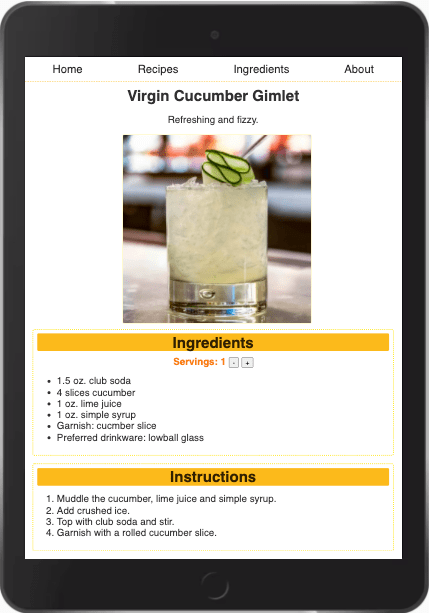 Home Recipes Ingredients About
Virgin Cucumber Gimlet
Refreshing and fizzy.
Ingredients
Servings: 1 - +
• 1.5 oz. club soda
• 4 slices cucumber
• 1 oz. lime juice
• 1 oz. simple syrup
• Garnish: cucmber slice
• Preferred drinkware: lowball glass
Instructions
1. Muddle the cucumber, lime juice and simple syrup.
2. Add crushed ice.
3. Top with club soda and stir.
4. Garnish with a rolled cucumber slice.